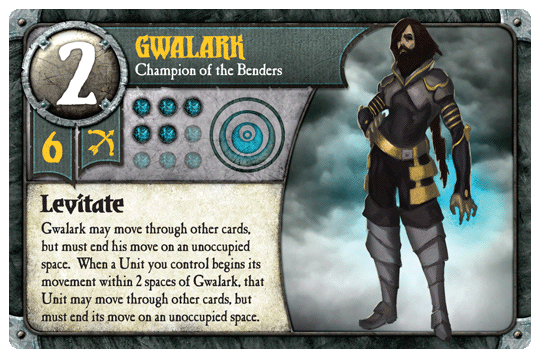 2
GWALARK
Champion of the Benders
6
Levitate
Gwalark may move through other cards,
but must end his move on an unoccupied
space. When a Unit you control begins its
movement within 2 spaces of Gwalark, that
Unit may move through other cards, but
must end its move on an unoccupied space.